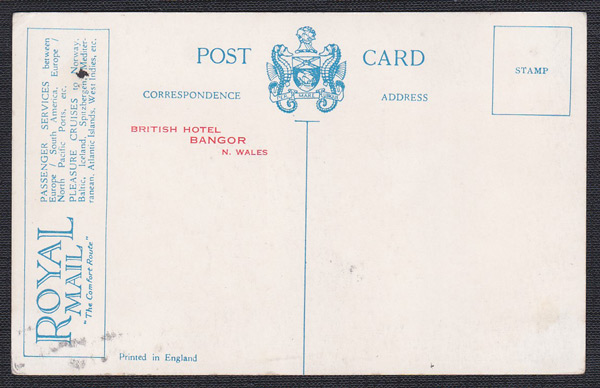 ROYAL
MAIL
"The Comfort Route"
PASSENGER SERVICES between
Europe / South America, Europe /
North Pacific Ports, etc.
PLEASURE CRUISES to Norway,
Baltic, Iceland, Spitzbergen, Mediter-
ranean, Atlantic Islands, West Indies, etc.
POST CARD
CORRESPONDENCE
ADDRESS
STAMP
BRITISH HOTEL
BANGOR
N. WALES
Printed in England